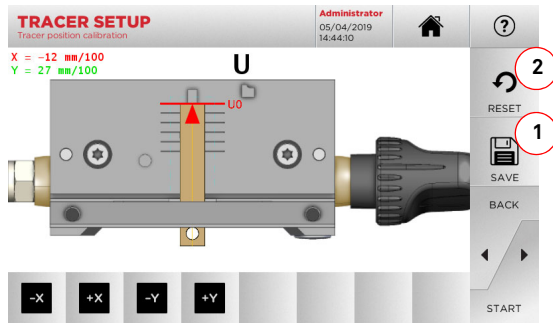 TRACER SETUP
Tracer position calibration
Administrator
05/04/2019
14:44:10
?
X = -12 mm/100
Y = 27 mm/100
U
U0
2
RESET
1
SAVE
BACK
START
-X
+X
-Y
+Y